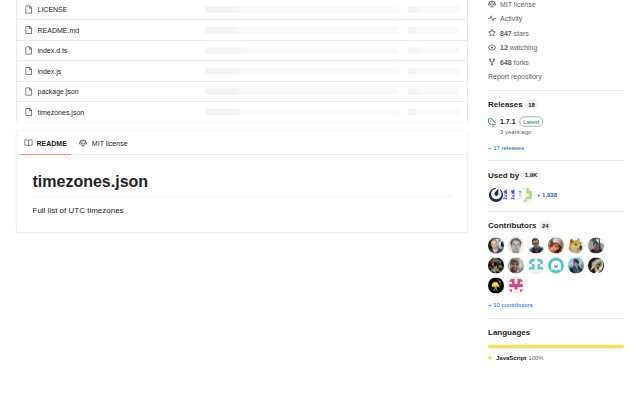 LICENSE
README.md
index.d.ts
index.js
package.json
timezones.json
README MIT license
timezones.json
Full list of UTC timezones
MIT license
Activity
847 stars
12 watching
648 forks
Report repository
Releases 18
1.7.1 Latest
3 years ago
+ 17 releases
Used by 1.9K
+ 1,938
Contributors 24
+ 10 contributors
Languages
JavaScript 100%